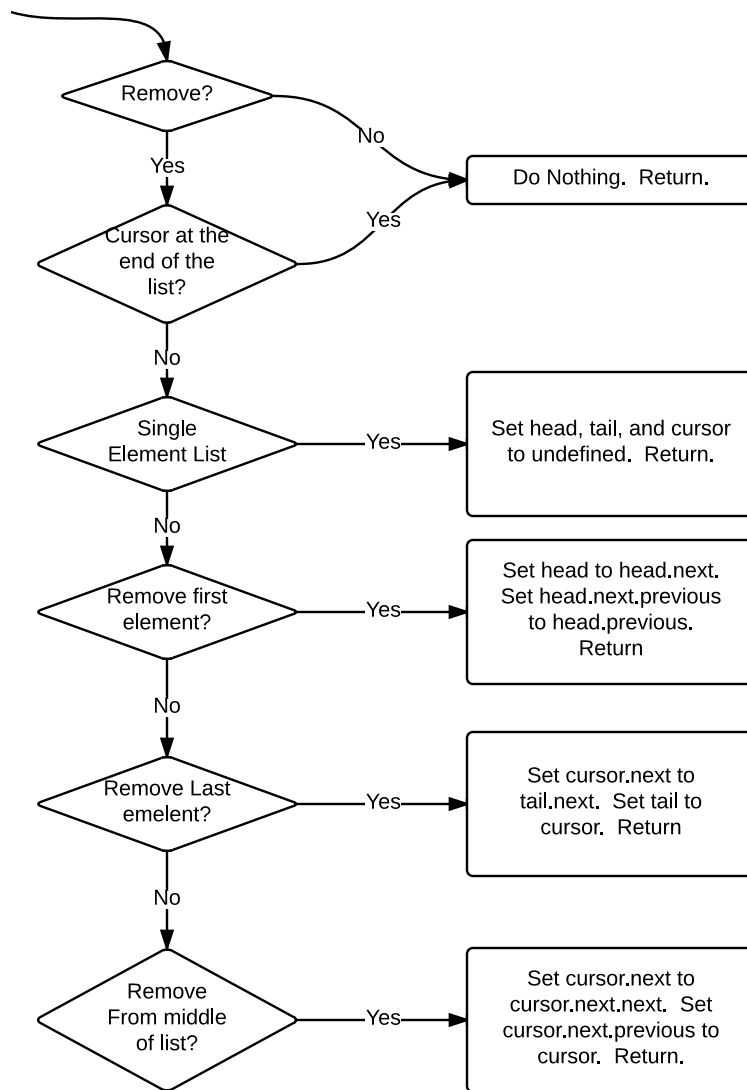 Remove?
No
Yes
Do Nothing.  Return.
Cursor at the
end of the
list?
Yes
No
Single
Element List
Yes
Set head, tail, and cursor
to undefined.  Return.
No
Remove first
element?
Yes
Set head to head.next.
Set head.next.previous
to head.previous.
Return
No
Remove Last
emelent?
Yes
Set cursor.next to
tail.next.  Set tail to
cursor.  Return
No
Remove
From middle
of list?
Yes
Set cursor.next to
cursor.next.next.  Set
cursor.next.previous to
cursor.  Return.